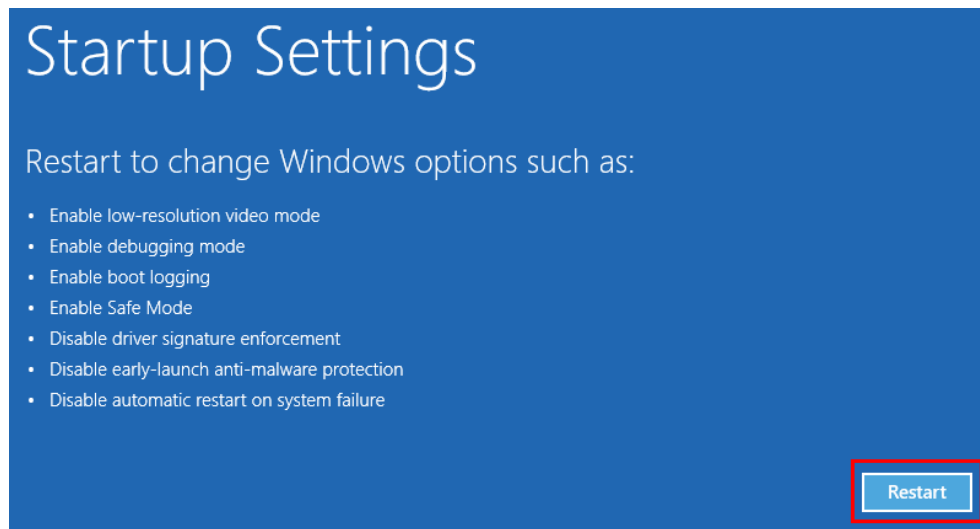 Startup Settings
Restart to change Windows options such as:
• Enable low-resolution video mode
• Enable debugging mode
• Enable boot logging
• Enable Safe Mode
• Disable driver signature enforcement
• Disable early-launch anti-malware protection
• Disable automatic restart on system failure
Restart